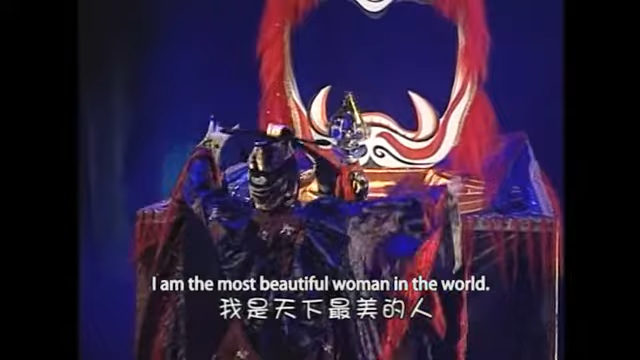 I am the most beautiful woman in the world.
我是天下最美的人